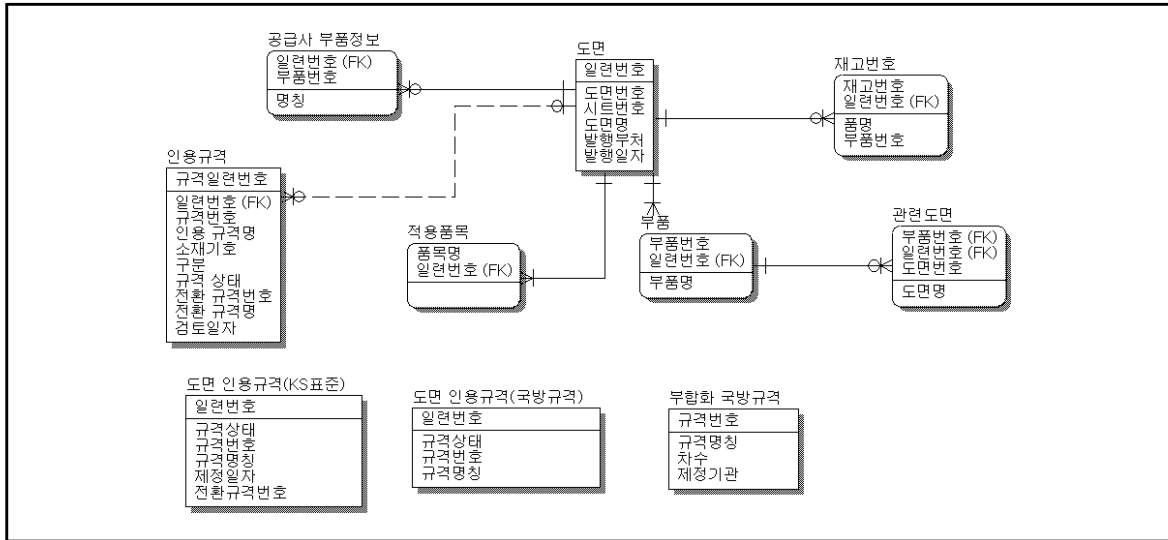 공급사 부품정보
일련번호 (FK)
부품번호
명칭
도면
일련번호
도면번호
시트번호
도면명
발행부처
발행일자
재고번호
재고번호
일련번호 (FK)
품명
부품번호
인용규격
규격일련번호
일련번호 (FK)
규격번호
인용 규격명
소재기호
구분
규격 상태
전환 규격번호
전환 규격명
검토일자
적용품목
품목명
일련번호 (FK)
부품
부품번호
일련번호 (FK)
부품명
관련도면
부품번호 (FK)
일련번호 (FK)
도면번호
도면명
도면 인용규격(KS표준)
일련번호
규격상태
규격번호
규격명칭
제정일자
전환규격번호
도면 인용규격(국방규격)
일련번호
규격상태
규격번호
규격명칭
부합화 국방규격
규격번호
규격명칭
차수
제정기관